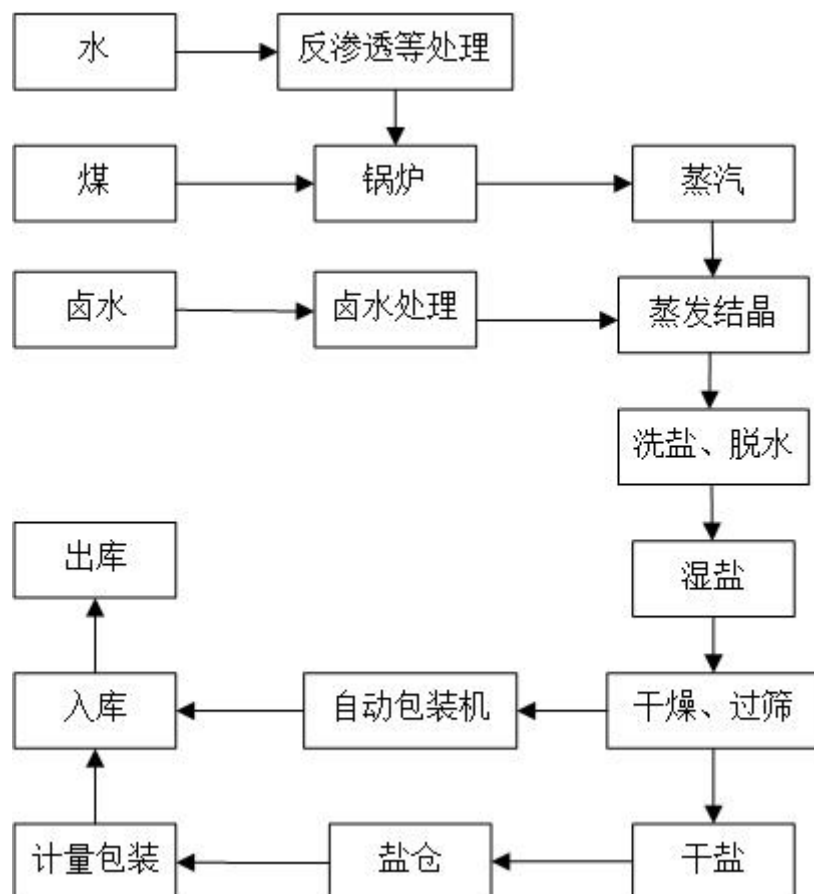 水
反渗透等处理
煤
锅炉
蒸汽
卤水
卤水处理
蒸发结晶
洗盐、脱水
出库
湿盐
入库
自动包装机
干燥、过筛
计量包装
盐仓
干盐